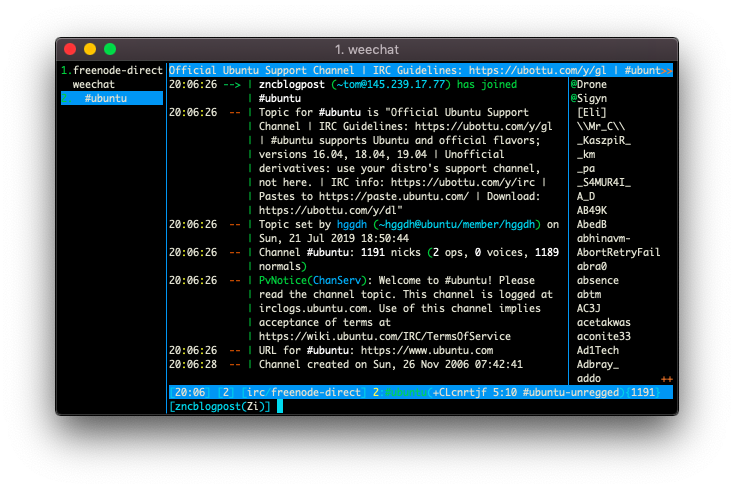 1. weechat
1.freenode-direct
weechat
#ubuntu
Official Ubuntu Support Channel | IRC Guidelines: https://ubottu.com/y/gl | #ubunt>>
20:06:26 --> | zncblogpost (~tom@145.239.17.77) has joined
| #ubuntu
20:06:26 -- | Topic for #ubuntu is "Official Ubuntu Support
| Channel | IRC Guidelines: https://ubottu.com/y/gl
| | #ubuntu supports Ubuntu and official flavors;
| versions 16.04, 18.04, 19.04 | Unofficial
| derivatives: use your distro's support channel,
| not here. | IRC info: https://ubottu.com/y/irc |
| Pastes to https://paste.ubuntu.com/ | Download:
| https://ubottu.com/y/dl"
20:06:26 -- | Topic set by hggdh (~hggdh@ubuntu/member/hggdh) on
| Sun, 21 Jul 2019 18:50:44
20:06:26 -- | Channel #ubuntu: 1191 nicks (2 ops, 0 voices, 1189
| normals)
20:06:26 -- | PvNotice(ChanServ): Welcome to #ubuntu! Please
| read the channel topic. This channel is logged at
| irclogs.ubuntu.com. Use of this channel implies
| acceptance of terms at
| https://wiki.ubuntu.com/IRC/TermsOfService
20:06:26 -- | URL for #ubuntu: https://www.ubuntu.com
20:06:28 -- | Channel created on Sun, 26 Nov 2006 07:42:41
@Drone
@Sigyn
[Eli]
\\Mr_C\\
_KaszpiR_
_km
_pa
_S4MUR4I_
A_D
AB49K
AbedB
abhinavm-
AbortRetryFail
abra0
absence
abtm
AC3J
acetakwas
aconite33
Ad1Tech
Adbray_
addo ++
[20:06] [2] [irc/freenode-direct] 2:#ubuntu(+CLcnrtjf 5:10 #ubuntu-unregged){1191}
[zncblogpost(Zi)]